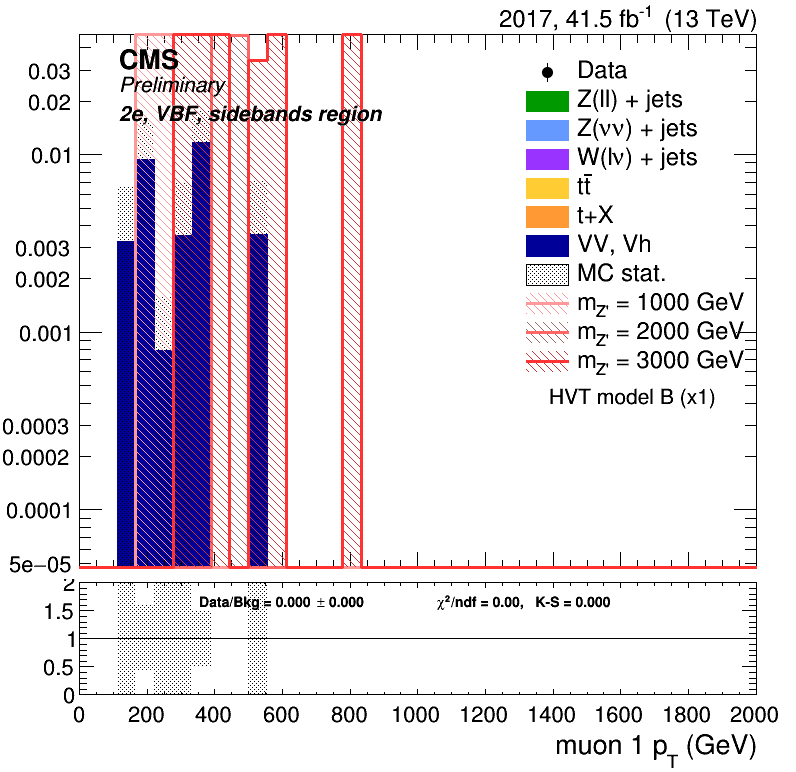 2017, 41.5 fb⁻¹ (13 TeV)
CMS
Preliminary
2e, VBF, sidebands region
Data
Z(ll) + jets
Z(νν) + jets
W(lν) + jets
tt̄
t+X
VV, Vh
MC stat.
m_Z' = 1000 GeV
m_Z' = 2000 GeV
m_Z' = 3000 GeV
HVT model B (x1)
0.03
0.02
0.01
0.003
0.002
0.001
0.0003
0.0002
0.0001
5e−05
Data/Bkg = 0.000 ± 0.000 χ²/ndf = 0.00, K-S = 0.000
2
1.5
1
0.5
0
0 200 400 600 800 1000 1200 1400 1600 1800 2000
muon 1 p_T (GeV)